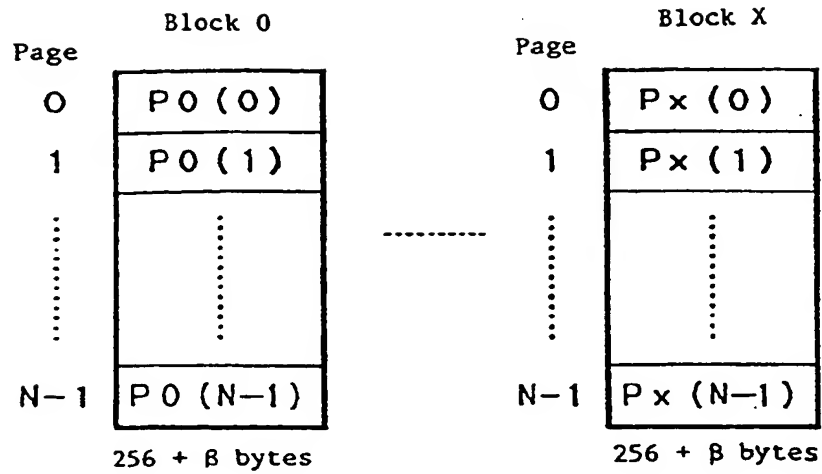 Block 0
Page
0 P0(0)
1 P0(1)
N-1 P0(N-1)
256 + β bytes
Block X
Page
0 Px(0)
1 Px(1)
N-1 Px(N-1)
256 + β bytes